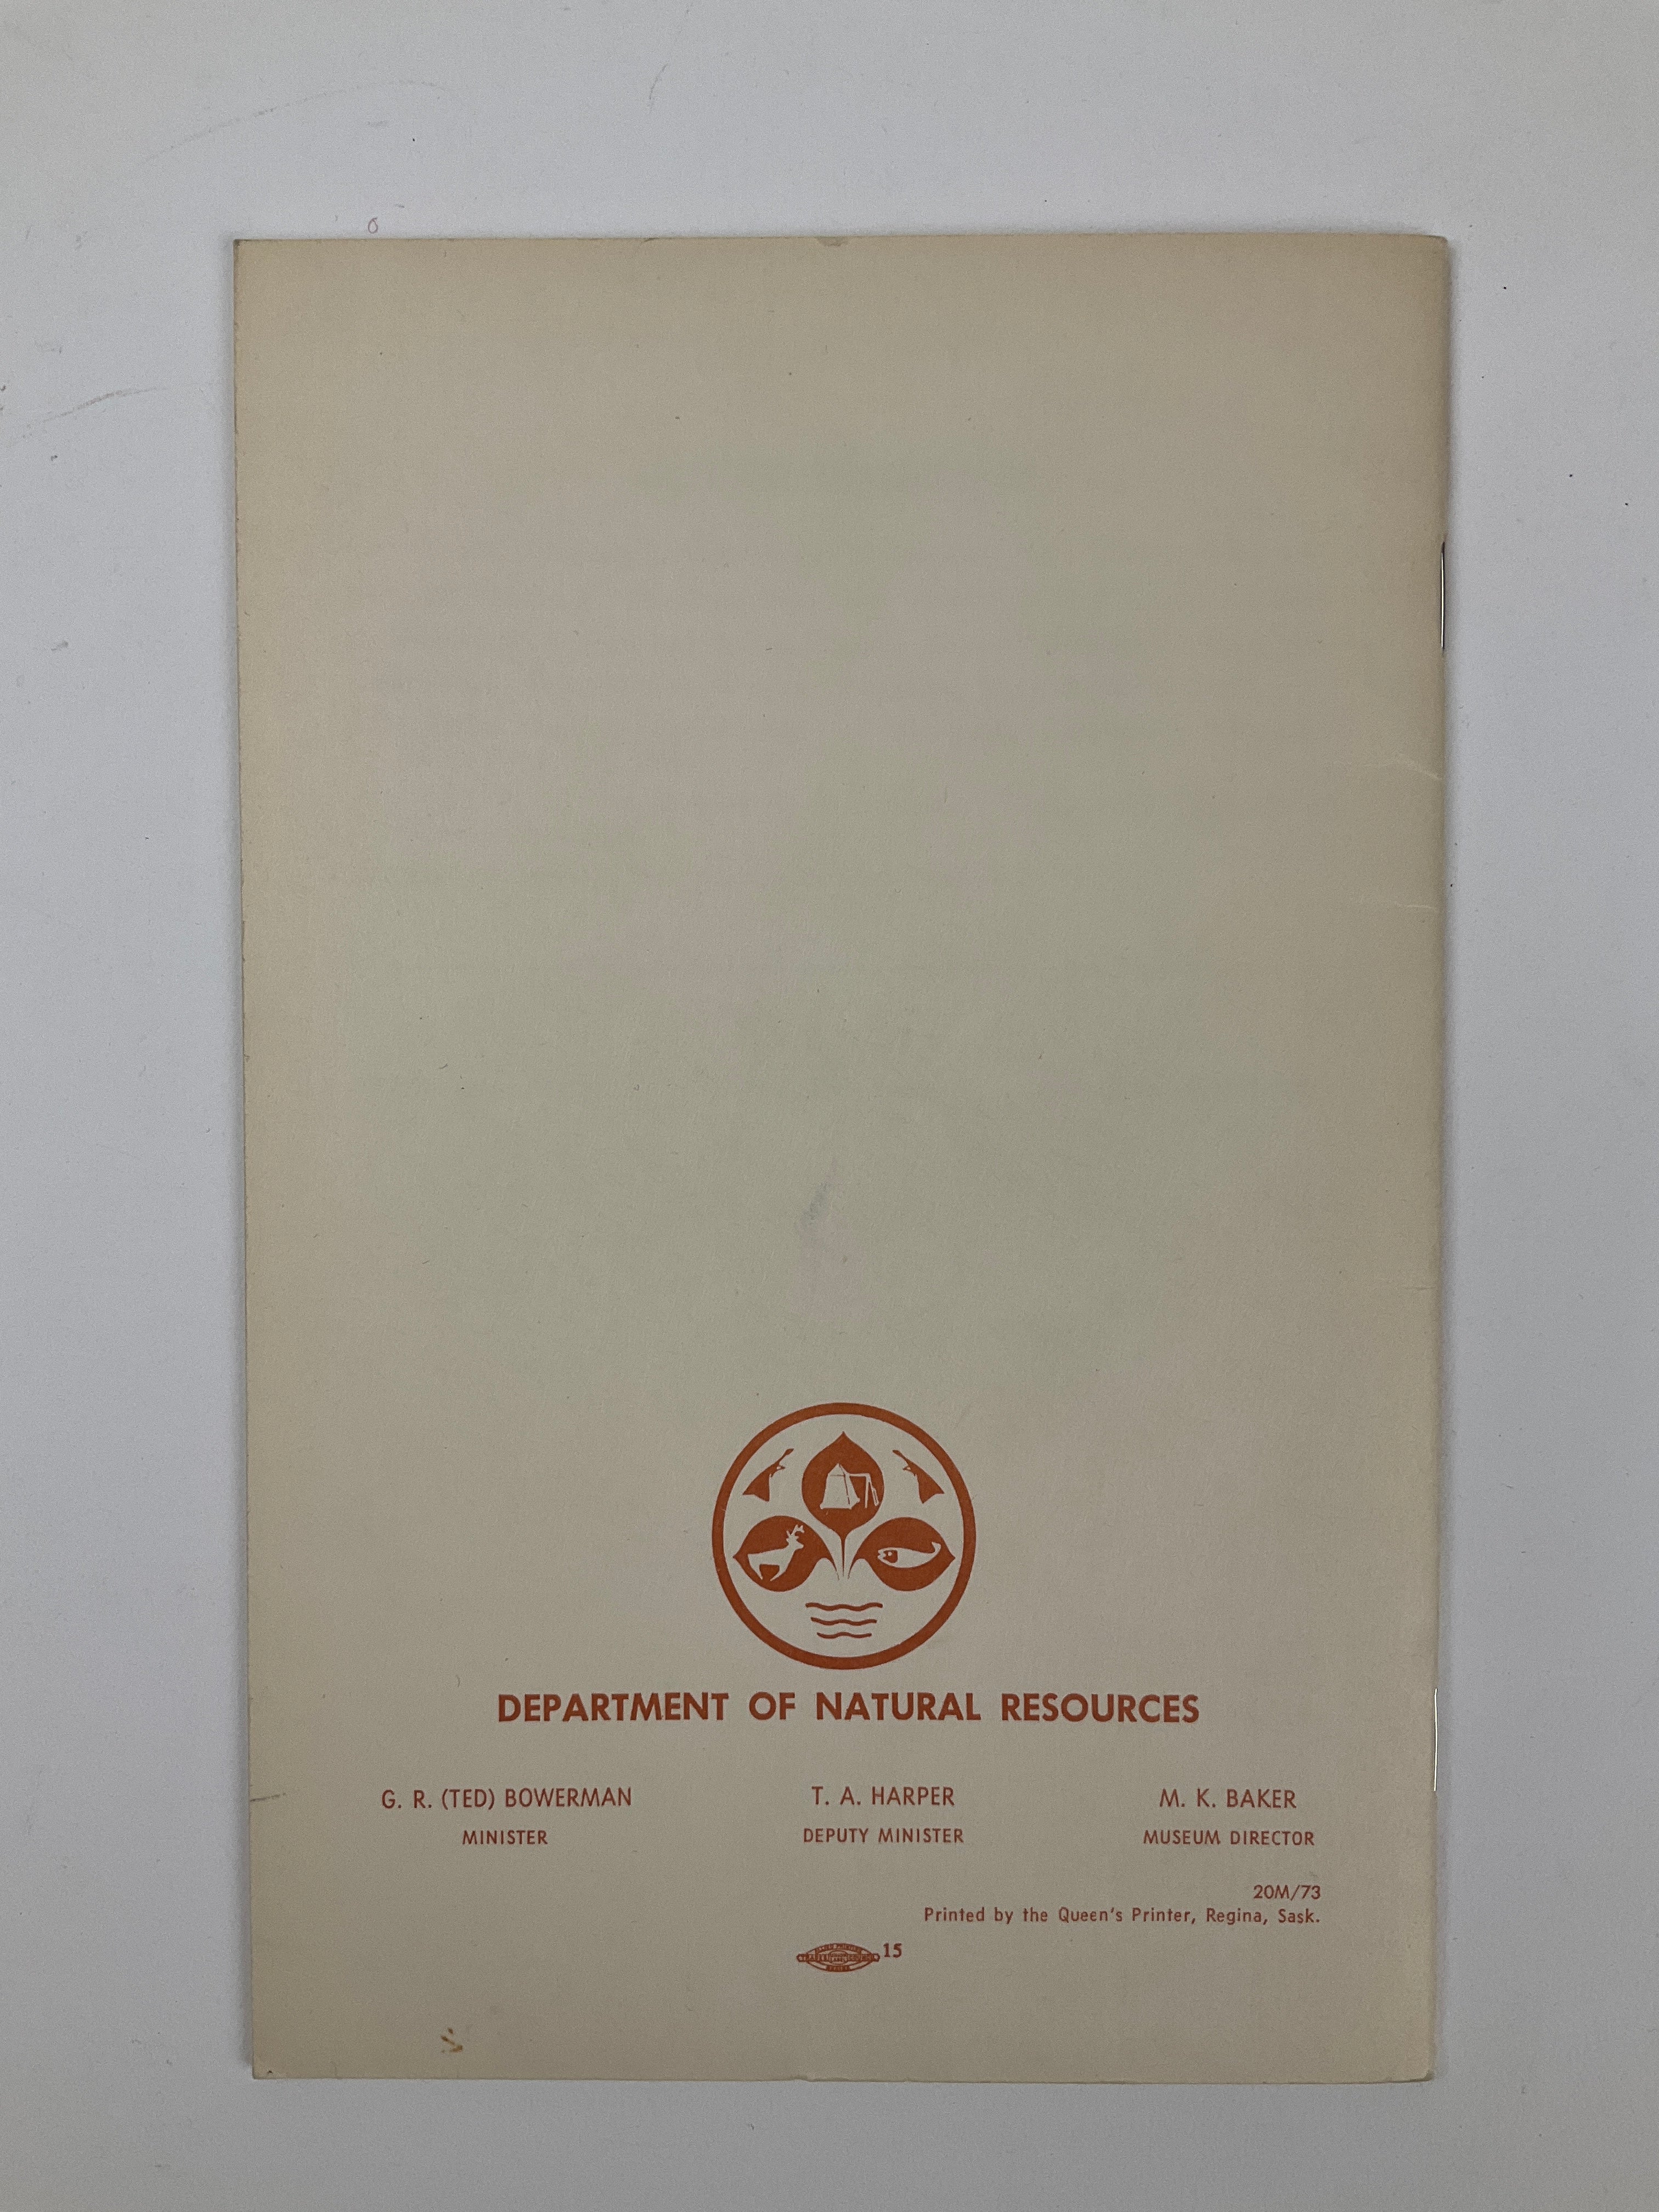 DEPARTMENT OF NATURAL RESOURCES
G. R. (TED) BOWERMAN
MINISTER
T. A. HARPER
DEPUTY MINISTER
M. K. BAKER
MUSEUM DIRECTOR
20M/73
Printed by the Queen's Printer, Regina, Sask.
15